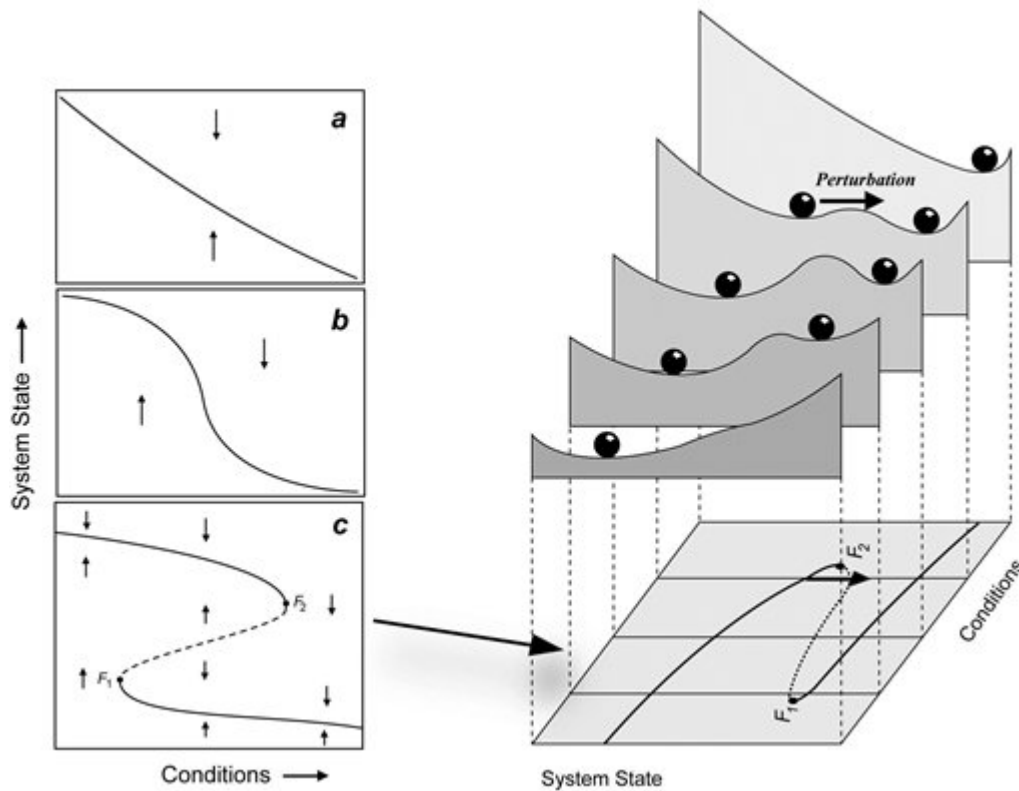 a
b
c
System State
F2
F1
Conditions
Perturbation
F2
F1
Conditions
System State